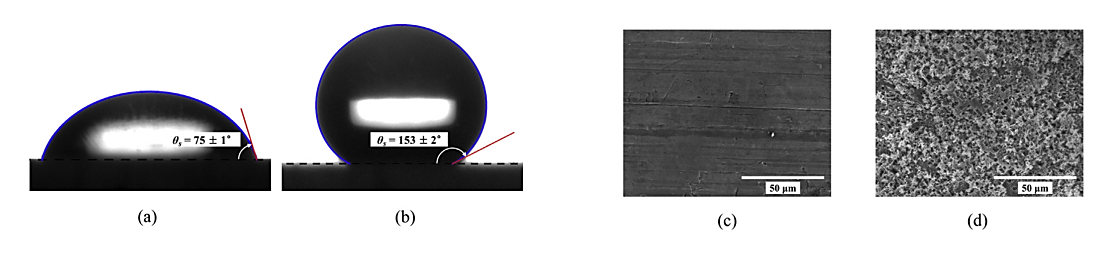 θs = 75 ± 1°
θs = 153 ± 2°
50 μm
50 μm
(a)
(b)
(c)
(d)